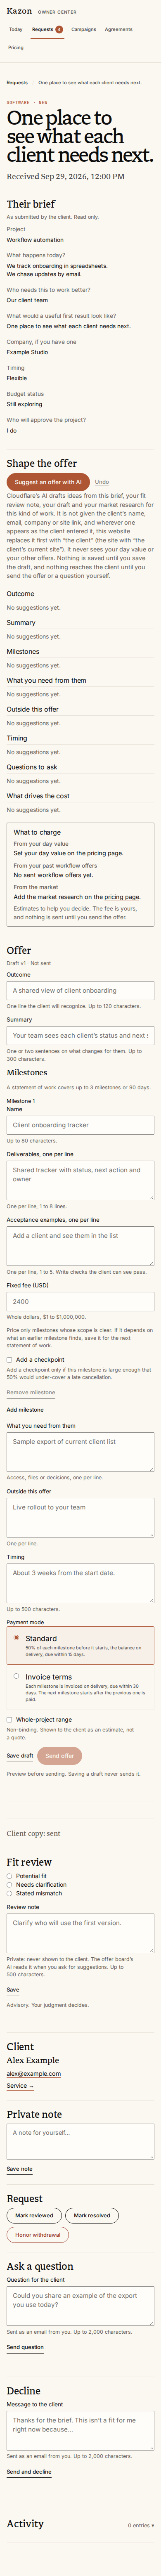 Kazon OWNER CENTER
Today Requests 4 Campaigns Agreements
Pricing
Requests One place to see what each client needs next.
SOFTWARE · NEW
One place to
see what each
client needs next.
Received Sep 29, 2026, 12:00 PM
Their brief
As submitted by the client. Read only.
Project
Workflow automation
What happens today?
We track onboarding in spreadsheets.
We chase updates by email.
Who needs this to work better?
Our client team
What would a useful first result look like?
One place to see what each client needs next.
Company, if you have one
Example Studio
Timing
Flexible
Budget status
Still exploring
Who will approve the project?
I do
Shape the offer
Suggest an offer with AI Undo
Cloudflare's AI drafts ideas from this brief, your fit
review note, your draft and your market research for
this kind of work. It is not given the client's name,
email, company or site link, and wherever one
appears as the client entered it, this website
replaces it first with "the client" (the site with "the
client's current site"). It never sees your day value or
your other offers. Nothing is saved until you save
the draft, and nothing reaches the client until you
send the offer or a question yourself.
Outcome
No suggestions yet.
Summary
No suggestions yet.
Milestones
No suggestions yet.
What you need from them
No suggestions yet.
Outside this offer
No suggestions yet.
Timing
No suggestions yet.
Questions to ask
No suggestions yet.
What drives the cost
No suggestions yet.
What to charge
From your day value
Set your day value on the pricing page.
From your past workflow offers
No sent workflow offers yet.
From the market
Add the market research on the pricing page.
Estimates to help you decide. The fee is yours,
and nothing is sent until you send the offer.
Offer
Draft v1 · Not sent
Outcome
A shared view of client onboarding
One line the client will recognize. Up to 120 characters.
Summary
Your team sees each client's status and next s
One or two sentences on what changes for them. Up to
300 characters.
Milestones
A statement of work covers up to 3 milestones or 90 days.
Milestone 1
Name
Client onboarding tracker
Up to 80 characters.
Deliverables, one per line
Shared tracker with status, next action and
owner
One per line, 1 to 8 lines.
Acceptance examples, one per line
Add a client and see them in the list
One per line, 1 to 5. Write checks the client can see pass.
Fixed fee (USD)
2400
Whole dollars, $1 to $1,000,000.
Price only milestones whose scope is clear. If it depends on
what an earlier milestone finds, save it for the next
statement of work.
Add a checkpoint
Add a checkpoint only if this milestone is large enough that
50% would under-cover a late cancellation.
Remove milestone
Add milestone
What you need from them
Sample export of current client list
Access, files or decisions, one per line.
Outside this offer
Live rollout to your team
One per line.
Timing
About 3 weeks from the start date.
Up to 500 characters.
Payment mode
Standard
50% of each milestone before it starts, the balance on
delivery, due within 15 days.
Invoice terms
Each milestone is invoiced on delivery, due within 30
days. The next milestone starts after the previous one is
paid.
Whole-project range
Non-binding. Shown to the client as an estimate, not
a quote.
Save draft Send offer
Preview before sending. Saving a draft never sends it.
Client copy: sent
Fit review
Potential fit
Needs clarification
Stated mismatch
Review note
Clarify who will use the first version.
Private: never shown to the client. The offer board's
AI reads it when you ask for suggestions. Up to
500 characters.
Save
Advisory. Your judgment decides.
Client
Alex Example
alex@example.com
Service →
Private note
A note for yourself...
Save note
Request
Mark reviewed Mark resolved
Honor withdrawal
Ask a question
Question for the client
Could you share an example of the export
you use today?
Sent as an email from you. Up to 2,000 characters.
Send question
Decline
Message to the client
Thanks for the brief. This isn't a fit for me
right now because...
Sent as an email from you. Up to 2,000 characters.
Send and decline
Activity 0 entries ▾